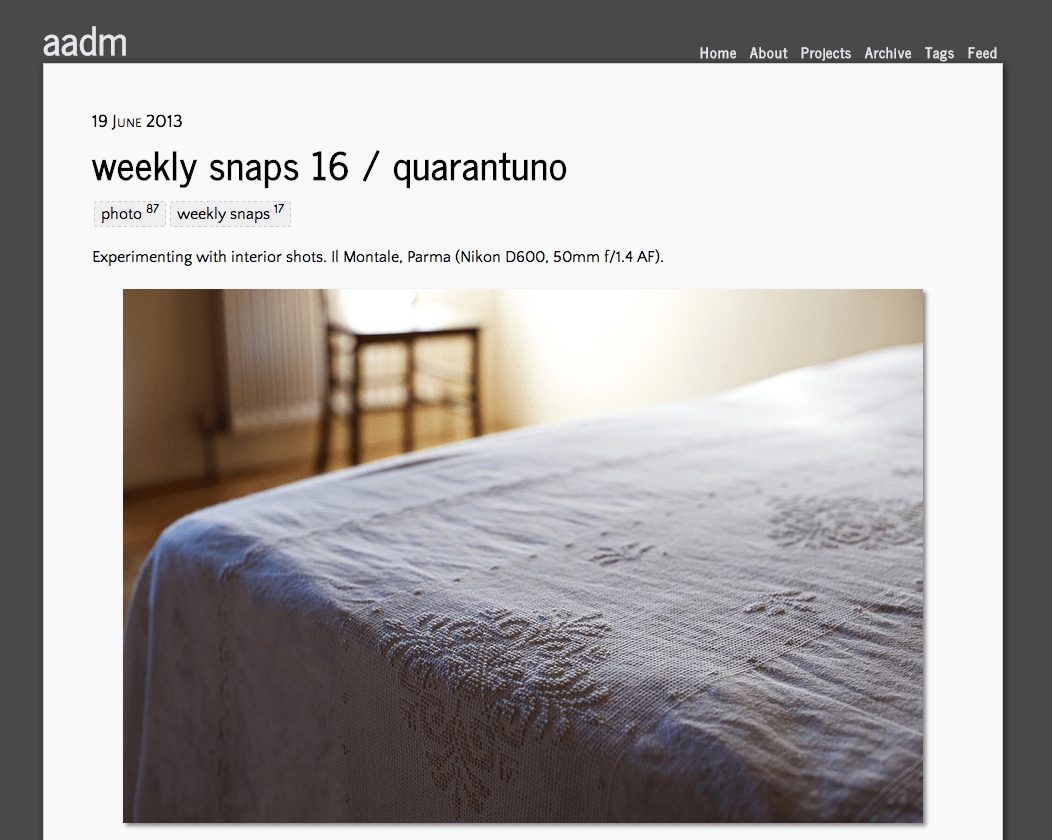 aadm
Home About Projects Archive Tags Feed
19 June 2013
weekly snaps 16 / quarantuno
photo 87 weekly snaps 17
Experimenting with interior shots. Il Montale, Parma (Nikon D600, 50mm f/1.4 AF).